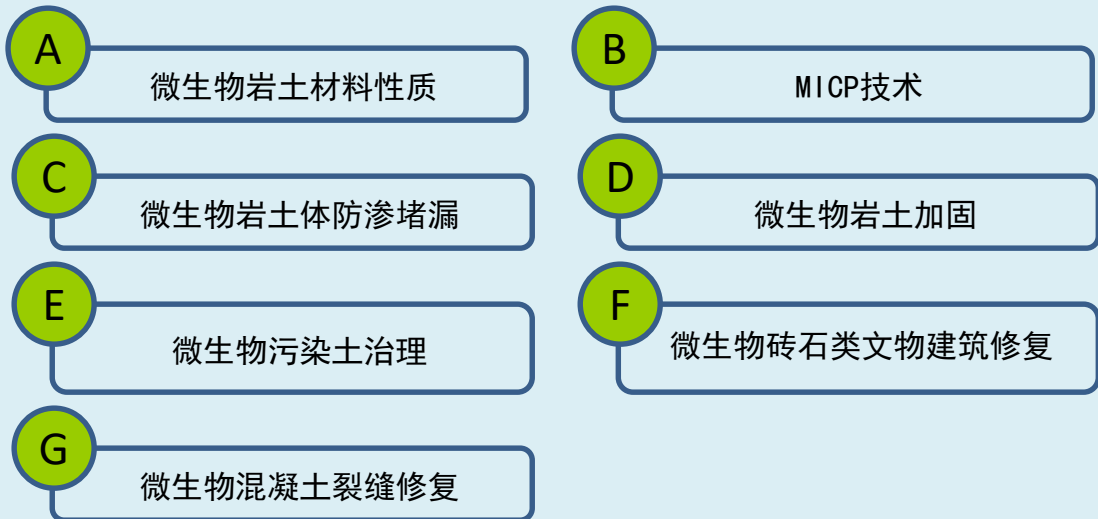 A
微生物岩土材料性质
B
MICP技术
C
微生物岩土体防渗堵漏
D
微生物岩土加固
E
微生物污染土治理
F
微生物砖石类文物建筑修复
G
微生物混凝土裂缝修复